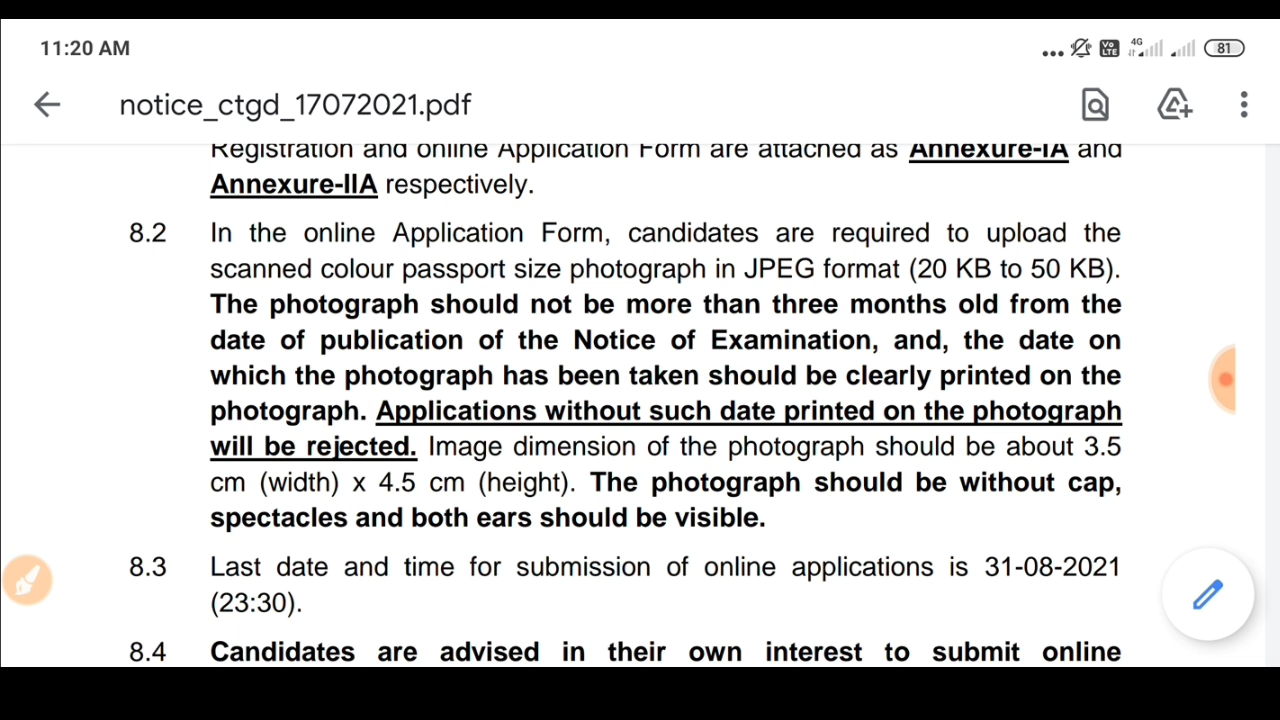 11:20 AM
Vo LTE 4G 81
notice_ctgd_17072021.pdf
Registration and online Application Form are attached as Annexure-IA and
Annexure-IIA respectively.
8.2 In the online Application Form, candidates are required to upload the
scanned colour passport size photograph in JPEG format (20 KB to 50 KB).
The photograph should not be more than three months old from the
date of publication of the Notice of Examination, and, the date on
which the photograph has been taken should be clearly printed on the
photograph. Applications without such date printed on the photograph
will be rejected. Image dimension of the photograph should be about 3.5
cm (width) x 4.5 cm (height). The photograph should be without cap,
spectacles and both ears should be visible.
8.3 Last date and time for submission of online applications is 31-08-2021
(23:30).
8.4 Candidates are advised in their own interest to submit online